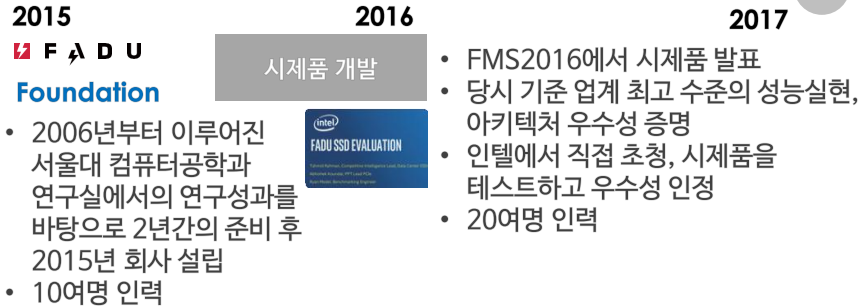 2015
2016
2017
FADU
Foundation
• 2006년부터 이루어진
서울대 컴퓨터공학과
연구실에서의 연구성과를
바탕으로 2년간의 준비 후
2015년 회사 설립
• 10여명 인력
시제품 개발
intel
FADU SSD EVALUATION
• FMS2016에서 시제품 발표
• 당시 기준 업계 최고 수준의 성능실현,
아키텍처 우수성 증명
• 인텔에서 직접 초청, 시제품을
테스트하고 우수성 인정
• 20여명 인력